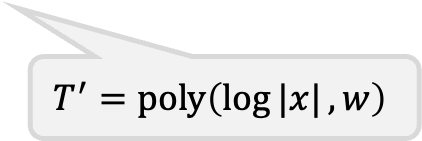 𝑇′ = poly(log |𝑥| , 𝑤)